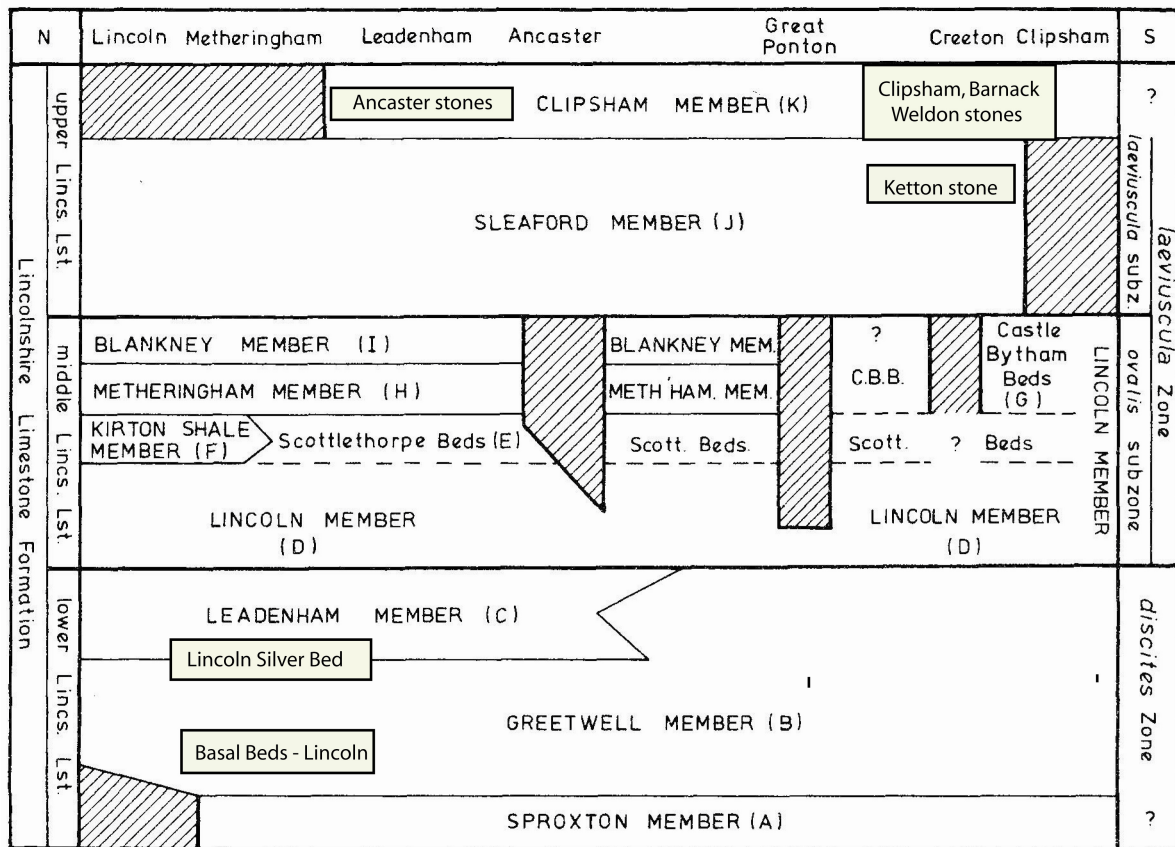 N Lincoln Metheringham Leadenham Ancaster Great Ponton Creeton Clipsham S
Lincolnshire Limestone Formation
upper Lincs. Lst.
Ancaster stones
CLIPSHAM MEMBER (K)
Clipsham, Barnack
Weldon stones
?
Ketton stone
SLEAFORD MEMBER (J)
laeviuscula subz.
laeviuscula Zone
middle Lincs. Lst.
BLANKNEY MEMBER (I)
BLANKNEY MEM.
?
Castle
Bytham
Beds
(G)
METHERINGHAM MEMBER (H)
METH'HAM. MEM.
C.B.B.
KIRTON SHALE
MEMBER (F)
Scottlethorpe Beds (E)
Scott. Beds.
Scott. ? Beds
LINCOLN MEMBER
(D)
LINCOLN MEMBER
(D)
LINCOLN MEMBER
ovalis subzone
lower Lincs. Lst
LEADENHAM MEMBER (C)
Lincoln Silver Bed
GREETWELL MEMBER (B)
Basal Beds - Lincoln
SPROXTON MEMBER (A)
discites Zone
?